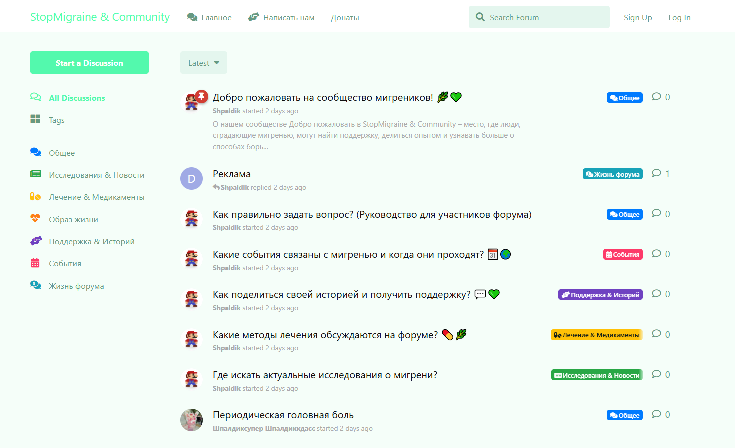 StopMigraine & Community
Главное
Написать нам
Донаты
Search Forum
Sign Up
Log In
Start a Discussion
Latest
All Discussions
Tags
Общее
Исследования & Новости
Лечение & Медикаменты
Образ жизни
Поддержка & Историй
События
Жизнь форума
Добро пожаловать на сообщество мигреников!
Общее
0
Shpaldik started 2 days ago
О нашем сообществе Добро пожаловать в StopMigraine & Community – место, где люди,
страдающие мигренью, могут найти поддержку, делиться опытом и узнавать больше о
способах борь...
D
Реклама
Жизнь форума
1
Shpaldik replied 2 days ago
Как правильно задать вопрос? (Руководство для участников форума)
Общее
0
Shpaldik started 2 days ago
Какие события связаны с мигренью и когда они проходят?
События
0
Shpaldik started 2 days ago
Как поделиться своей историей и получить поддержку?
Поддержка & Историй
0
Shpaldik started 2 days ago
Какие методы лечения обсуждаются на форуме?
Лечение & Медикаменты
0
Shpaldik started 2 days ago
Где искать актуальные исследования о мигрени?
Исследования & Новости
0
Shpaldik started 2 days ago
Периодическая головная боль
Общее
0
started 2 days ago